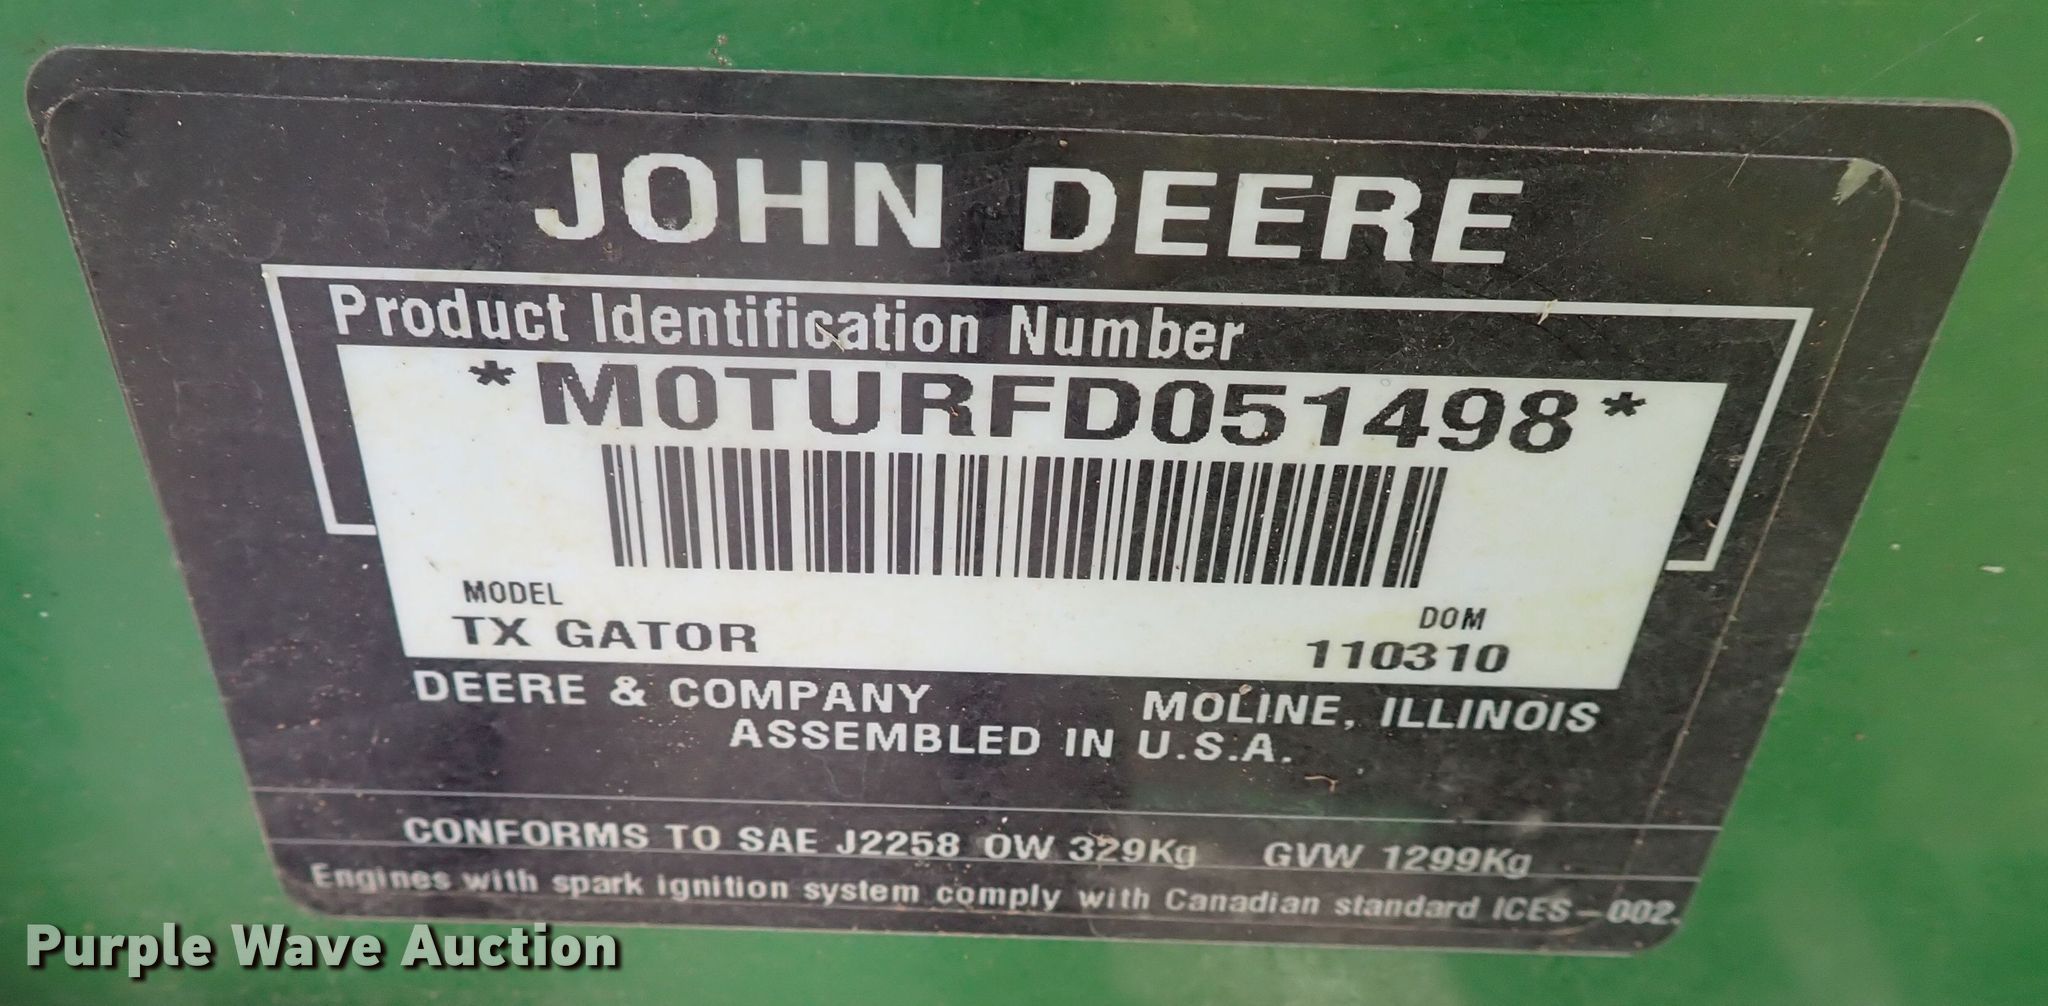 JOHN DEERE
Product Identification Number
*M0TURFD051498*
MODEL
DOM
TX GATOR
110310
DEERE & COMPANY MOLINE, ILLINOIS
ASSEMBLED IN U.S.A.
CONFORMS TO SAE J2258 OW 329Kg GVW 1299Kg
Engines with spark ignition system comply with Canadian standard ICES-002.
Purple Wave Auction